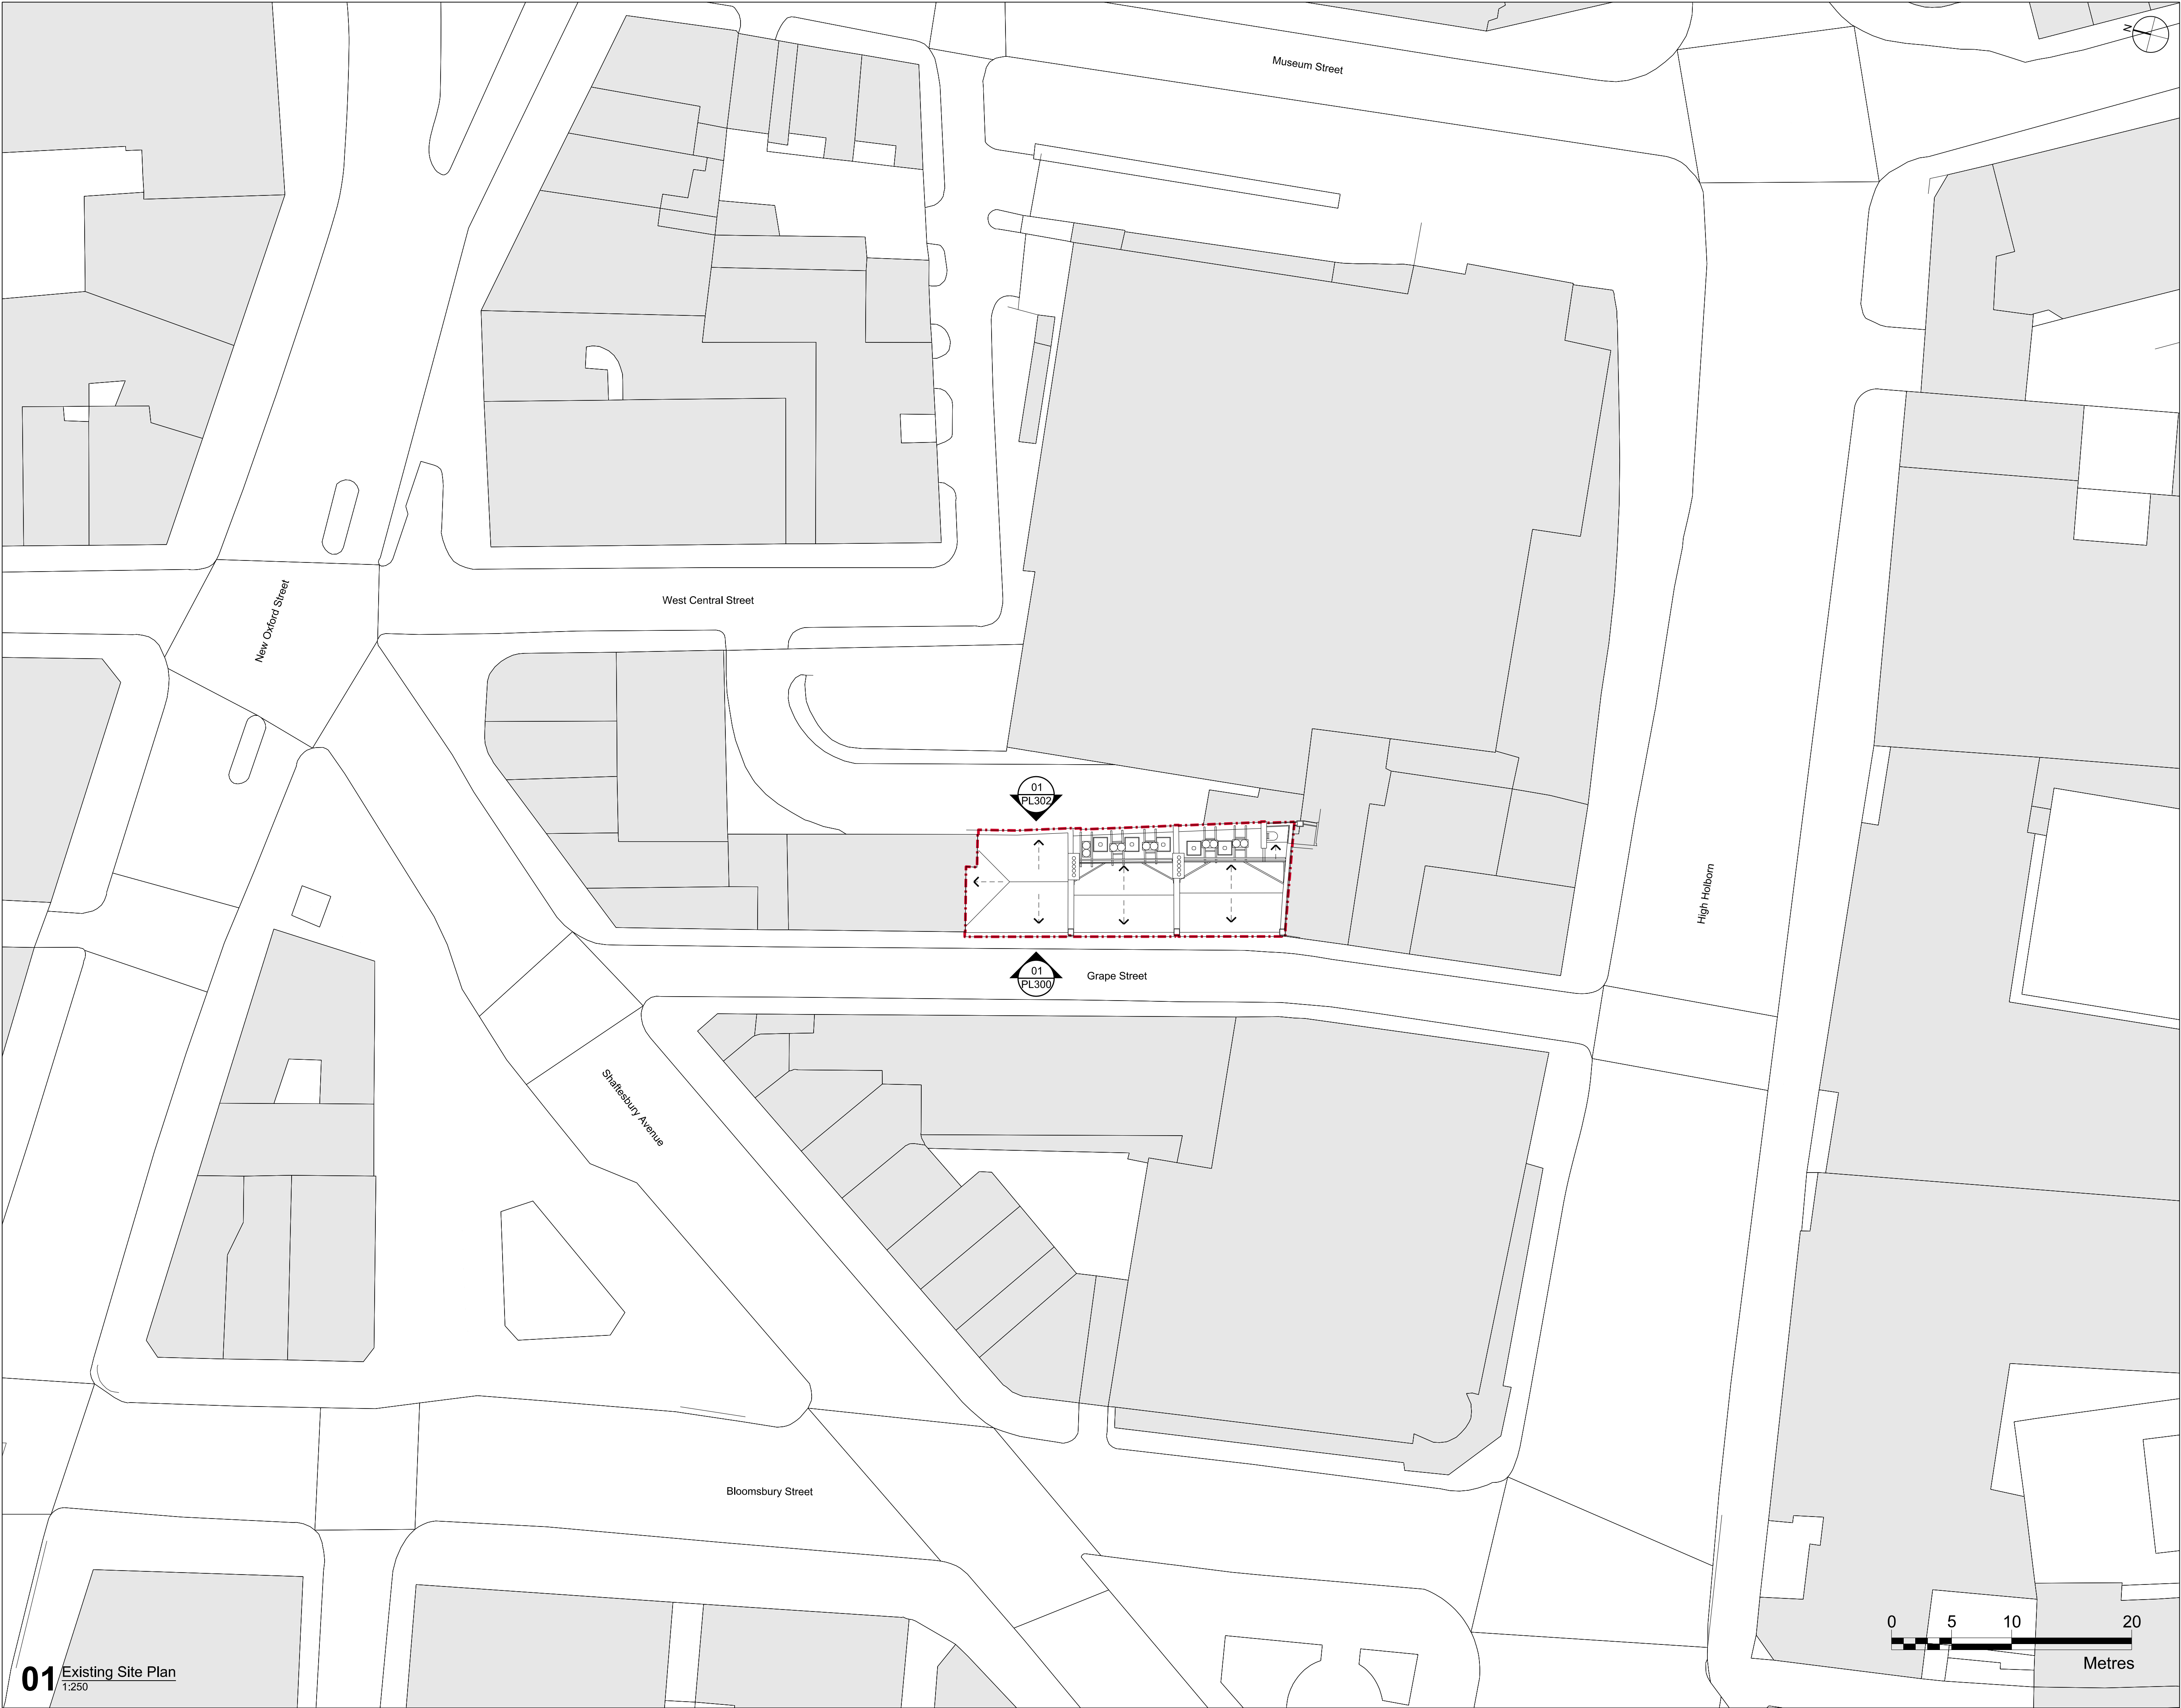 Museum Street
N
West Central Street
New Oxford Street
01
PL302
High Holborn
01
PL300
Grape Street
Shaftesbury Avenue
Bloomsbury Street
0 5 10 20
Metres
01 Existing Site Plan
1:250